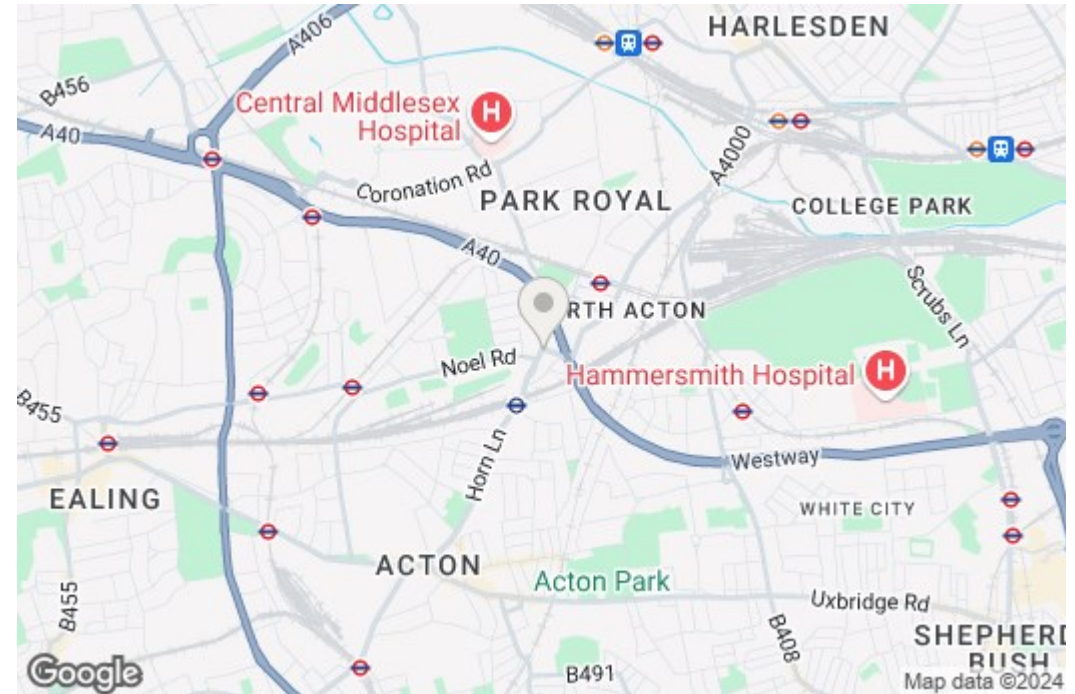 A406
HARLESDEN
B456
Central Middlesex
Hospital
H
A40
A4000
Coronation Rd
PARK ROYAL
COLLEGE PARK
A40
Scrubs Ln
RTH ACTON
Noel Rd
Hammersmith Hospital
H
B455
Horn Ln
Westway
EALING
WHITE CITY
ACTON
Acton Park
Uxbridge Rd
B455
B408
SHEPHERD
BUSH
B491
Google
Map data ©2024